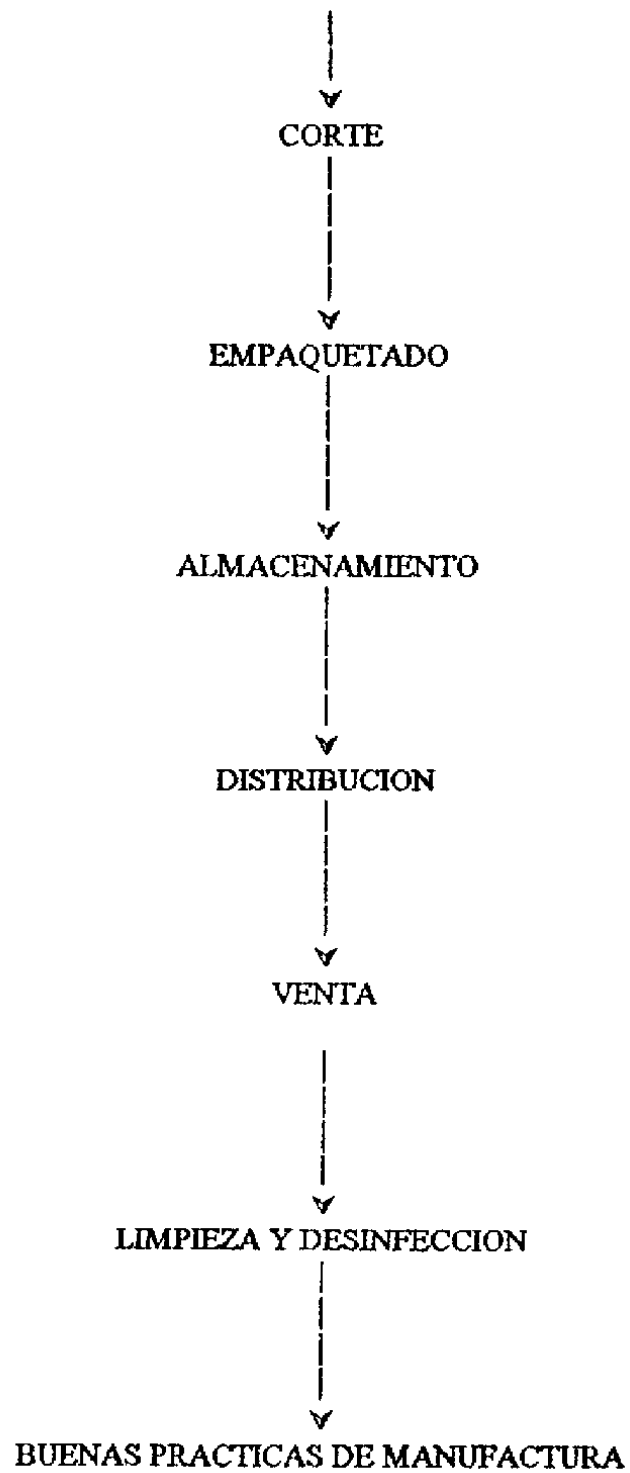 CORTE
EMPAQUETADO
ALMACENAMIENTO
DISTRIBUCION
VENTA
LIMPIEZA Y DESINFECCION
BUENAS PRACTICAS DE MANUFACTURA